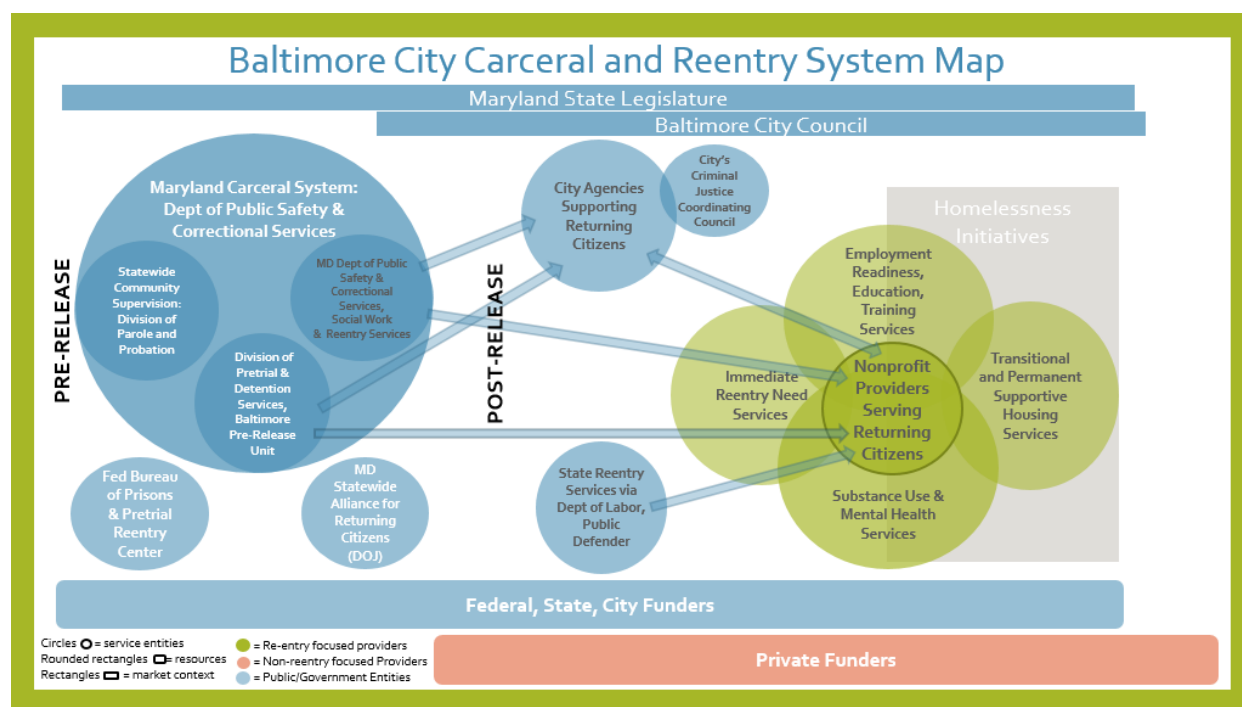 Baltimore City Carceral and Reentry System Map
Maryland State Legislature
Baltimore City Council
PRE-RELEASE
Maryland Carceral System:
Dept of Public Safety &
Correctional Services
Statewide
Community
Supervision:
Division of
Parole and
Probation
MD Dept of Public
Safety &
Correctional
Services,
Social Work
& Reentry Services
Division of
Pretrial &
Detention
Services,
Baltimore
Pre-Release
Unit
Fed Bureau
of Prisons
& Pretrial
Reentry
Center
MD
Statewide
Alliance for
Returning
Citizens
(DOJ)
POST-RELEASE
City Agencies
Supporting
Returning
Citizens
City's
Criminal
Justice
Coordinating
Council
State Reentry
Services via
Dept of Labor,
Public
Defender
Homelessness
Initiatives
Employment
Readiness,
Education,
Training
Services
Immediate
Reentry Need
Services
Nonprofit
Providers
Serving
Returning
Citizens
Transitional
and Permanent
Supportive
Housing
Services
Substance Use &
Mental Health
Services
Federal, State, City Funders
Private Funders
Circles = service entities
Rounded rectangles = resources
Rectangles = market context
= Re-entry focused providers
= Non-reentry focused Providers
= Public/Government Entities